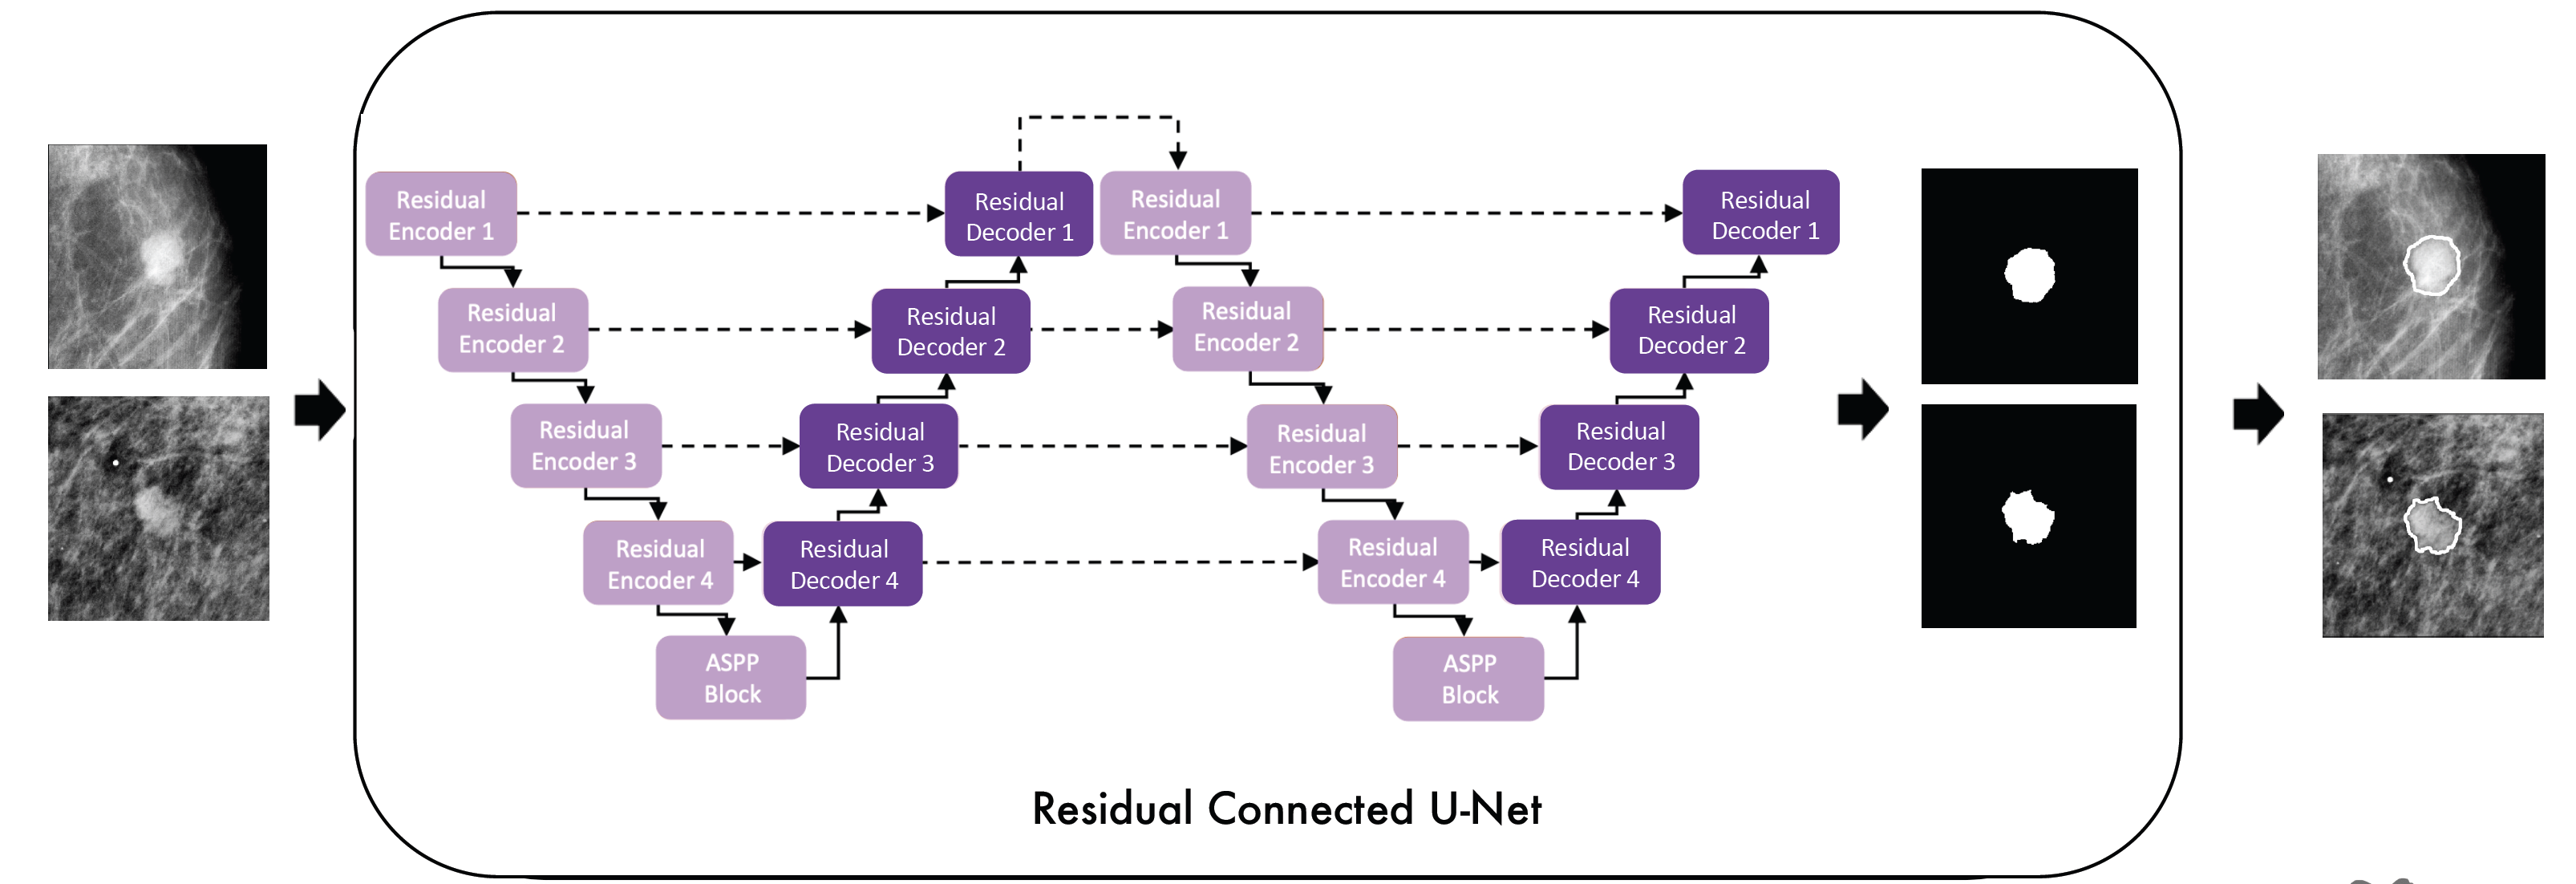 Residual
Encoder 1
Residual
Decoder 1
Residual
Encoder 1
Residual
Decoder 1
Residual
Encoder 2
Residual
Decoder 2
Residual
Encoder 2
Residual
Decoder 2
Residual
Encoder 3
Residual
Decoder 3
Residual
Encoder 3
Residual
Decoder 3
Residual
Encoder 4
Residual
Decoder 4
Residual
Encoder 4
Residual
Decoder 4
ASPP
Block
ASPP
Block
Residual Connected U-Net